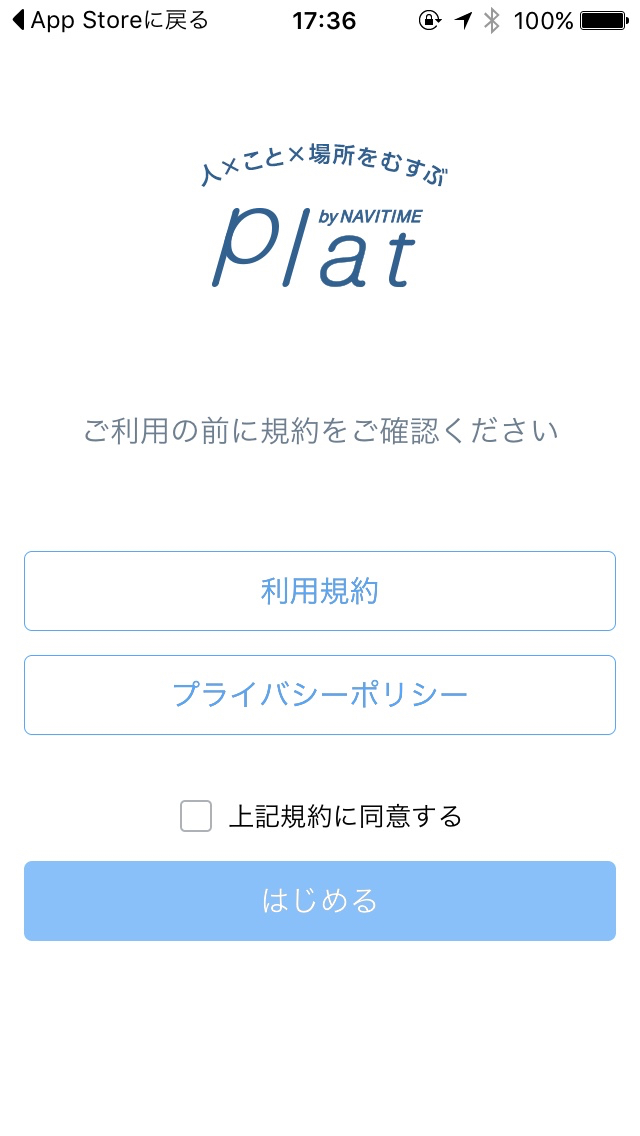 App Storeに戻る
17:36
100%
人×こと×場所をむすぶ
plat
by NAVITIME
ご利用の前に規約をご確認ください
利用規約
プライバシーポリシー
上記規約に同意する
はじめる